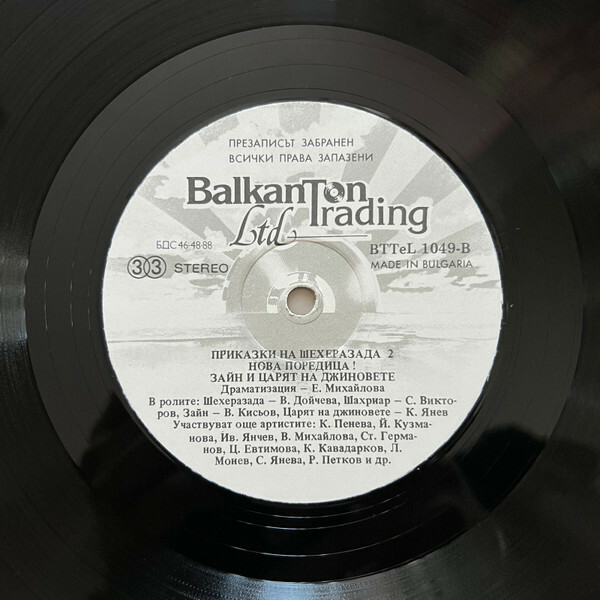 ПРЕЗАПИСЪТ ЗАБРАНЕН
ВСИЧКИ ПРАВА ЗАПАЗЕНИ
BalkanTon
Trading
Ltd
БДС 46-48-88
BTTeL 1049-B
33 STEREO
MADE IN BULGARIA
ПРИКАЗКИ НА ШЕХЕРАЗАДА 2
НОВА ПОРЕДИЦА !
ЗАЙН И ЦАРЯТ НА ДЖИНОВЕТЕ
Драматизация – Е. Михайлова
В ролите: Шехеразада – В. Дойчева, Шахриар – С. Викто-
ров, Зайн – В. Кисьов, Царят на джиновете – К. Янев
Участвуват още артистите: К. Пенева, Й. Кузма-
нова, Ив. Янчев, В. Михайлова, Ст. Герма-
нов, Ц. Евтимова, К. Кавадарков, Л.
Монев, С. Янева, Р. Петков и др.